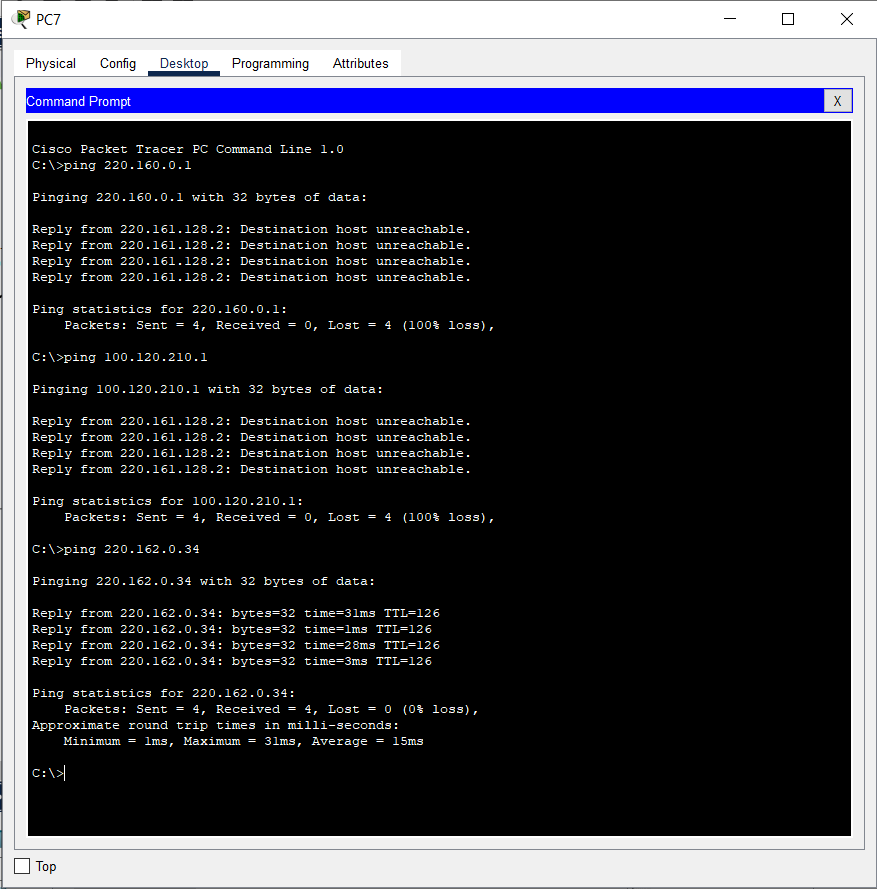 PC7
Physical Config Desktop Programming Attributes
Command Prompt X
Cisco Packet Tracer PC Command Line 1.0
C:\>ping 220.160.0.1
Pinging 220.160.0.1 with 32 bytes of data:
Reply from 220.161.128.2: Destination host unreachable.
Reply from 220.161.128.2: Destination host unreachable.
Reply from 220.161.128.2: Destination host unreachable.
Reply from 220.161.128.2: Destination host unreachable.
Ping statistics for 220.160.0.1:
Packets: Sent = 4, Received = 0, Lost = 4 (100% loss),
C:\>ping 100.120.210.1
Pinging 100.120.210.1 with 32 bytes of data:
Reply from 220.161.128.2: Destination host unreachable.
Reply from 220.161.128.2: Destination host unreachable.
Reply from 220.161.128.2: Destination host unreachable.
Reply from 220.161.128.2: Destination host unreachable.
Ping statistics for 100.120.210.1:
Packets: Sent = 4, Received = 0, Lost = 4 (100% loss),
C:\>ping 220.162.0.34
Pinging 220.162.0.34 with 32 bytes of data:
Reply from 220.162.0.34: bytes=32 time=31ms TTL=126
Reply from 220.162.0.34: bytes=32 time=1ms TTL=126
Reply from 220.162.0.34: bytes=32 time=28ms TTL=126
Reply from 220.162.0.34: bytes=32 time=3ms TTL=126
Ping statistics for 220.162.0.34:
Packets: Sent = 4, Received = 4, Lost = 0 (0% loss),
Approximate round trip times in milli-seconds:
Minimum = 1ms, Maximum = 31ms, Average = 15ms
C:\>
Top